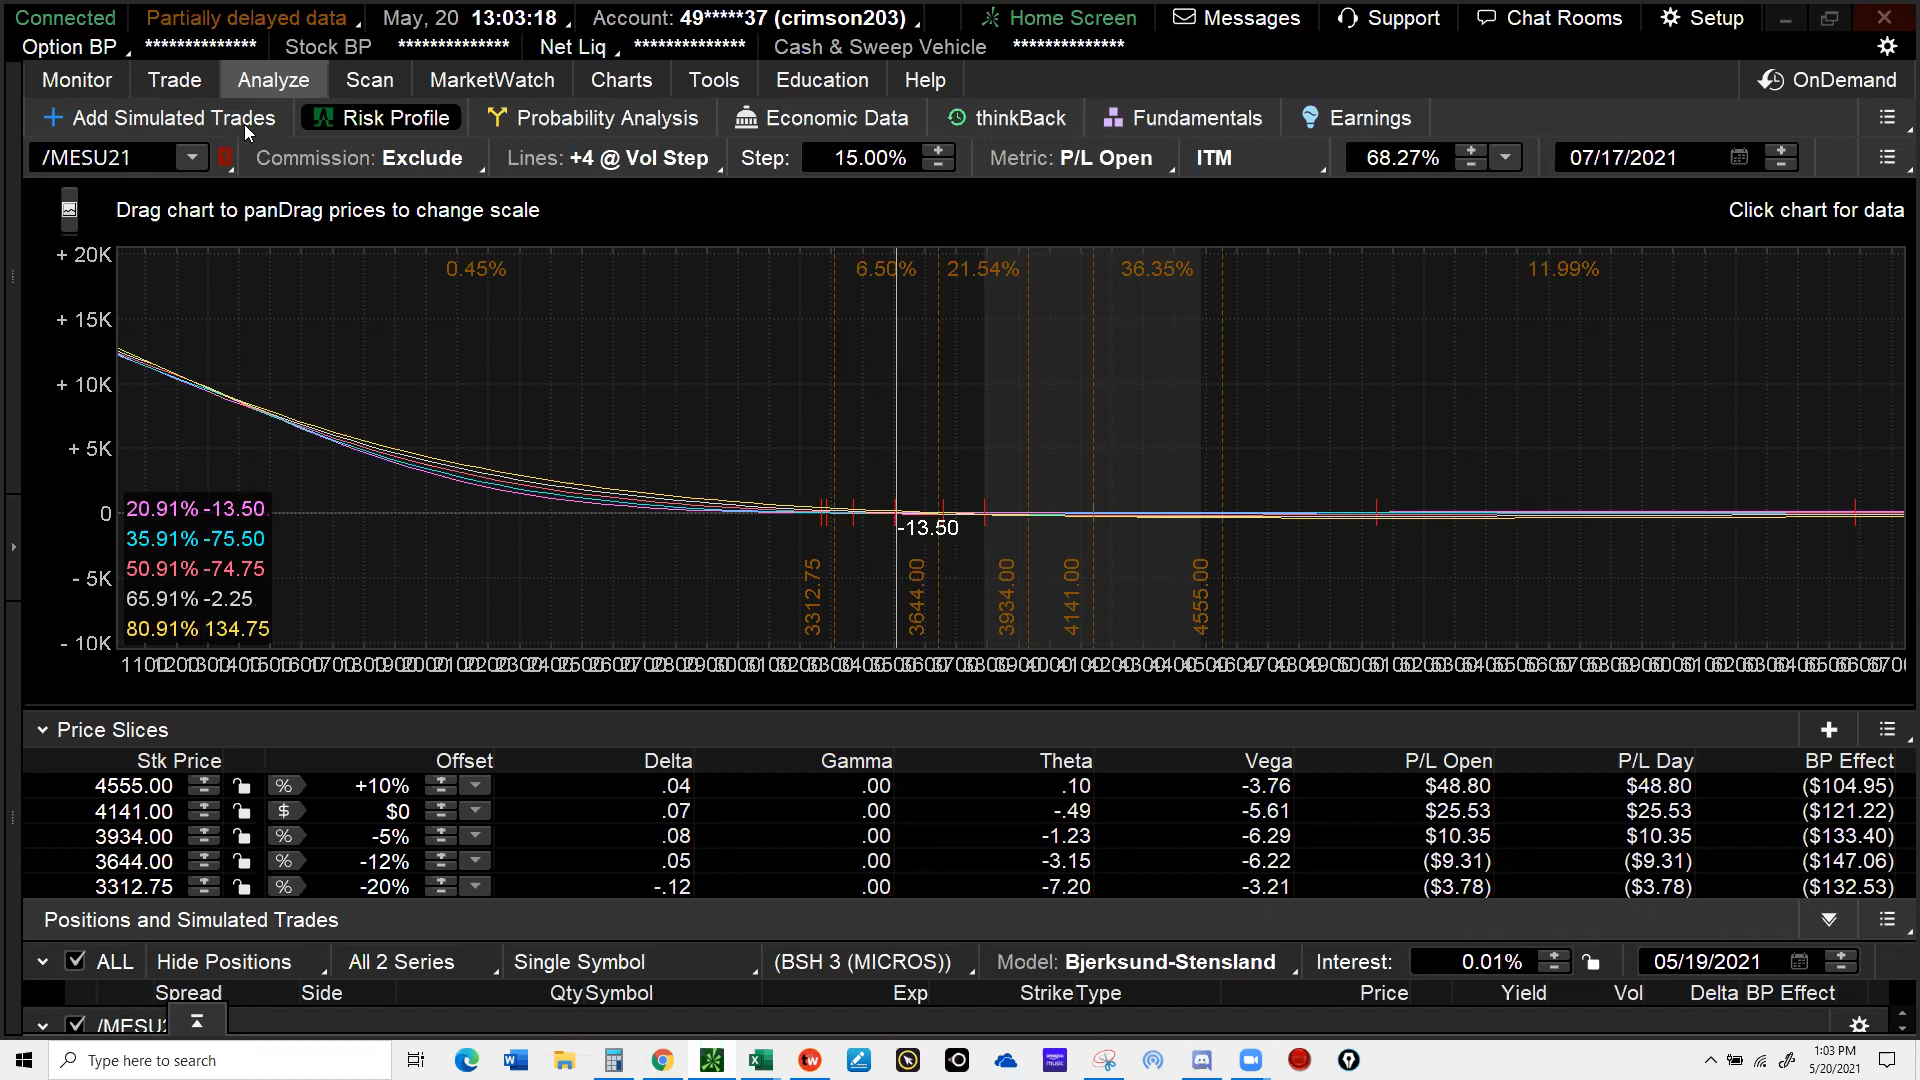 Connected Partially delayed data May, 20 13:03:18 Account: 49*****37 (crimson203) Home Screen Messages Support Chat Rooms Setup
Option BP ************** Stock BP ************** Net Liq ************** Cash & Sweep Vehicle **************
Monitor Trade Analyze Scan MarketWatch Charts Tools Education Help OnDemand
Add Simulated Trades Risk Profile Probability Analysis Economic Data thinkBack Fundamentals Earnings
/MESU21 Commission: Exclude Lines: +4 @ Vol Step Step: 15.00% Metric: P/L Open ITM 68.27% 07/17/2021
Drag chart to panDrag prices to change scale Click chart for data
+ 20K
0.45% 6.50% 21.54% 36.35% 11.99%
+ 15K
+ 10K
+ 5K
0
- 5K
- 10K
20.91% -13.50
35.91% -75.50
50.91% -74.75
65.91% -2.25
80.91% 134.75
-13.50
3312.75 3644.00 3934.00 4141.00 4555.00
Price Slices
Stk Price Offset Delta Gamma Theta Vega P/L Open P/L Day BP Effect
4555.00 % +10% .04 .00 .10 -3.76 $48.80 $48.80 ($104.95)
4141.00 $ $0 .07 .00 -.49 -5.61 $25.53 $25.53 ($121.22)
3934.00 % -5% .08 .00 -1.23 -6.29 $10.35 $10.35 ($133.40)
3644.00 % -12% .05 .00 -3.15 -6.22 ($9.31) ($9.31) ($147.06)
3312.75 % -20% -.12 .00 -7.20 -3.21 ($3.78) ($3.78) ($132.53)
Positions and Simulated Trades
ALL Hide Positions All 2 Series Single Symbol (BSH 3 (MICROS)) Model: Bjerksund-Stensland Interest: 0.01% 05/19/2021
Spread Side Qty Symbol Exp Strike Type Price Yield Vol Delta BP Effect
Type here to search
1:03 PM
5/20/2021